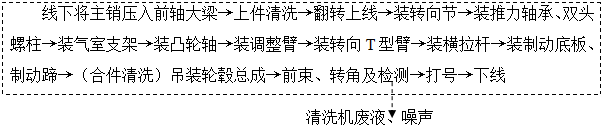 线下将主销压入前轴大梁→上件清洗→翻转上线→装转向节→装推力轴承、双头
螺柱→装气室支架→装凸轮轴→装调整臂→装转向T型臂→装横拉杆→装制动底板、
制动蹄→（合件清洗）吊装轮毂总成→前束、转角及检测→打号→下线
清洗机废液、噪声